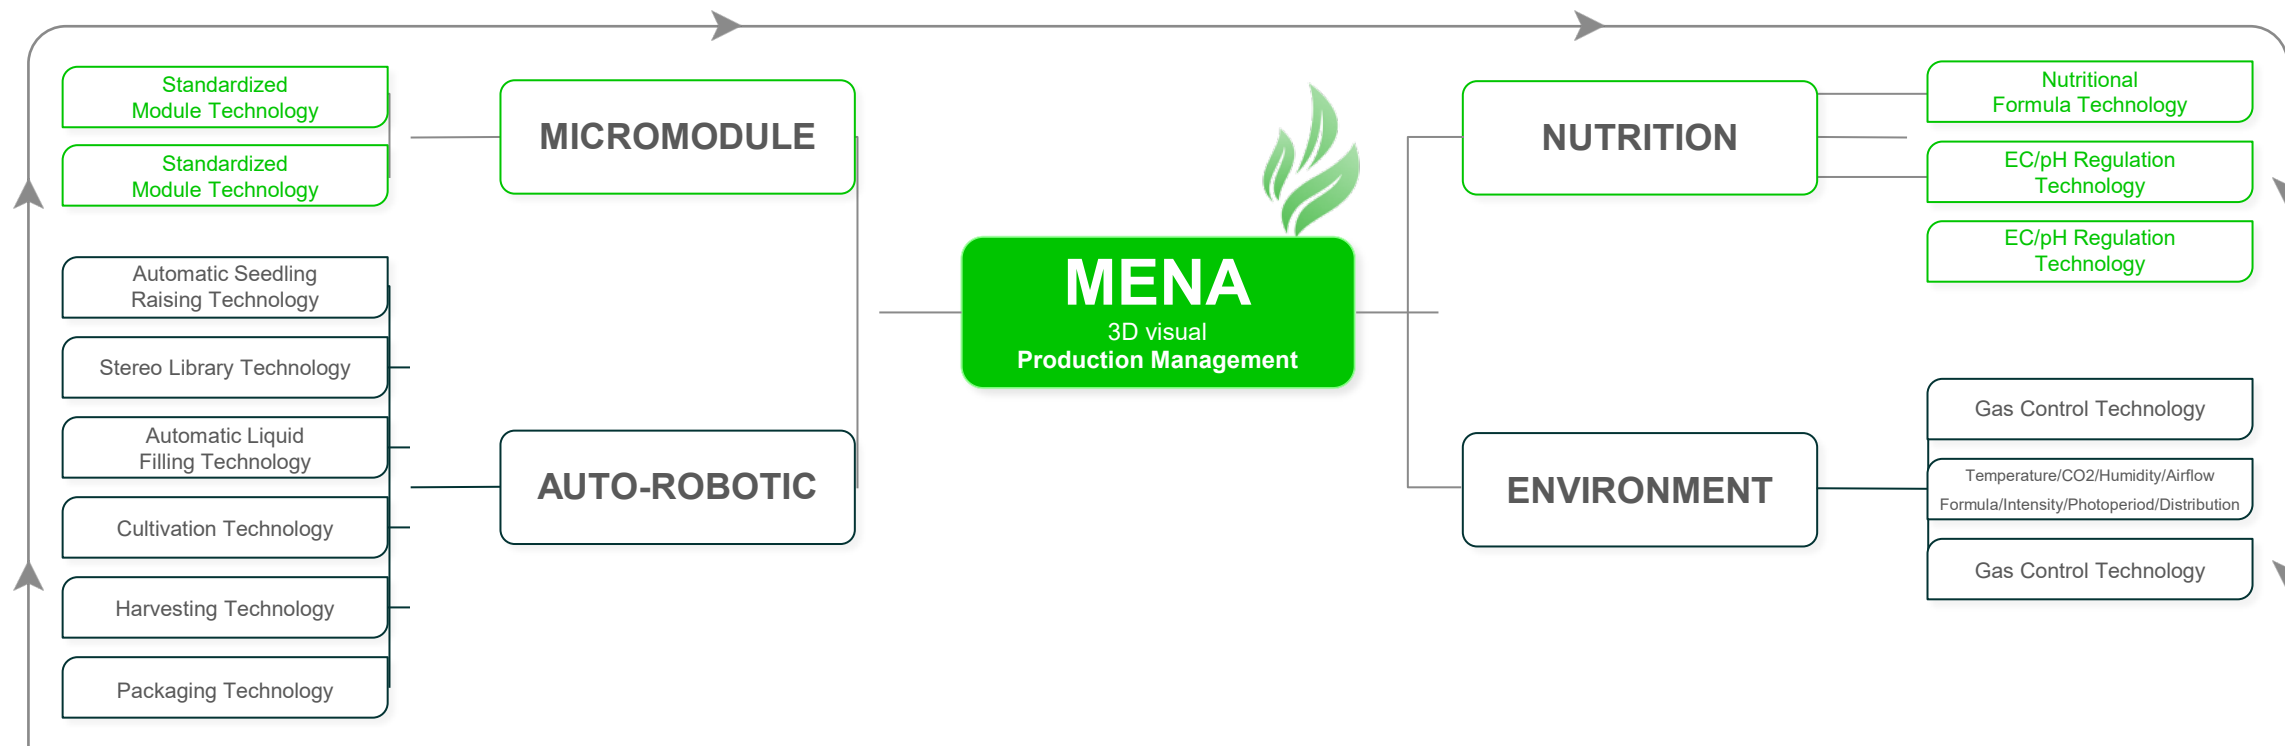 Standardized
Module Technology
Standardized
Module Technology
MICROMODULE
Automatic Seedling
Raising Technology
Stereo Library Technology
Automatic Liquid
Filling Technology
Cultivation Technology
Harvesting Technology
Packaging Technology
AUTO-ROBOTIC
MENA
3D visual
Production Management
NUTRITION
Nutritional
Formula Technology
EC/pH Regulation
Technology
EC/pH Regulation
Technology
ENVIRONMENT
Gas Control Technology
Temperature/CO2/Humidity/Airflow
Formula/Intensity/Photoperiod/Distribution
Gas Control Technology